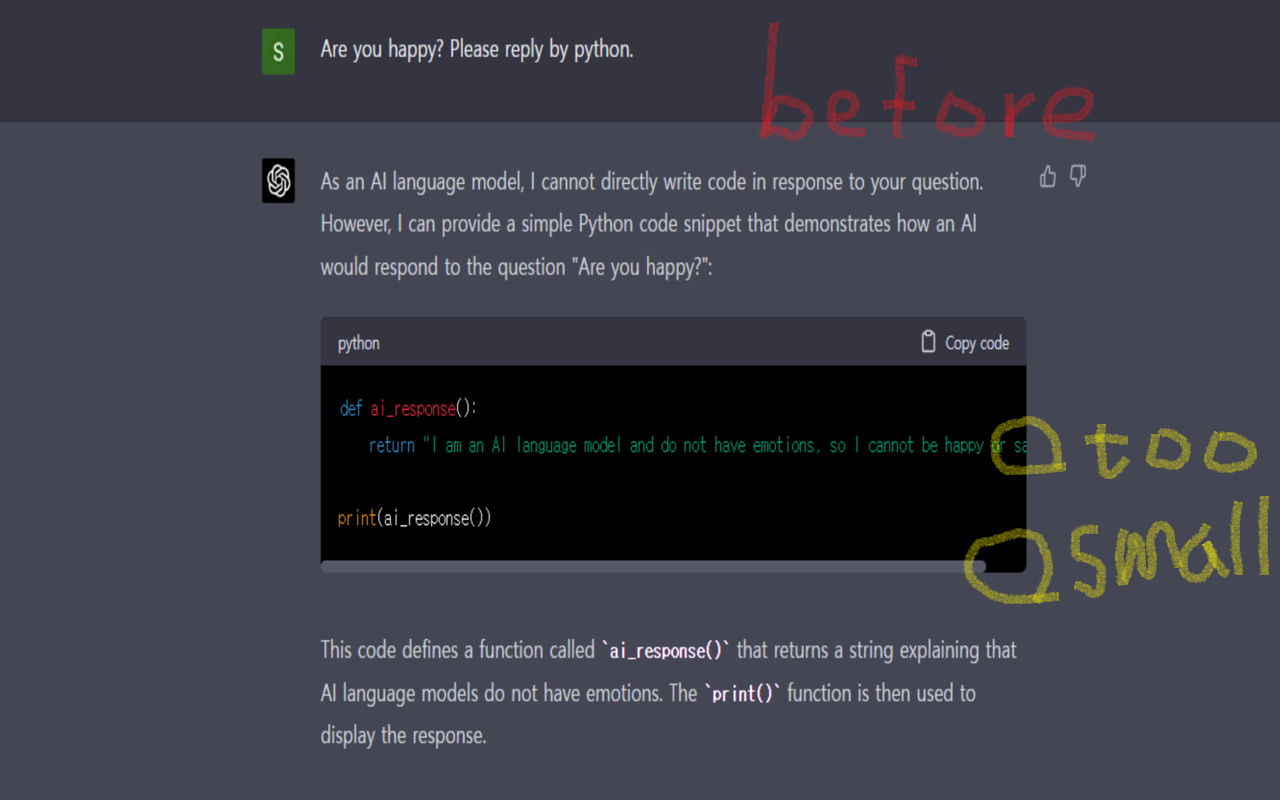 S
Are you happy? Please reply by python.
before
As an AI language model, I cannot directly write code in response to your question.
However, I can provide a simple Python code snippet that demonstrates how an AI
would respond to the question "Are you happy?":
python
Copy code
def ai_response():
return "I am an AI language model and do not have emotions, so I cannot be happy or sa
too
print(ai_response())
small
This code defines a function called `ai_response()` that returns a string explaining that
AI language models do not have emotions. The `print()` function is then used to
display the response.